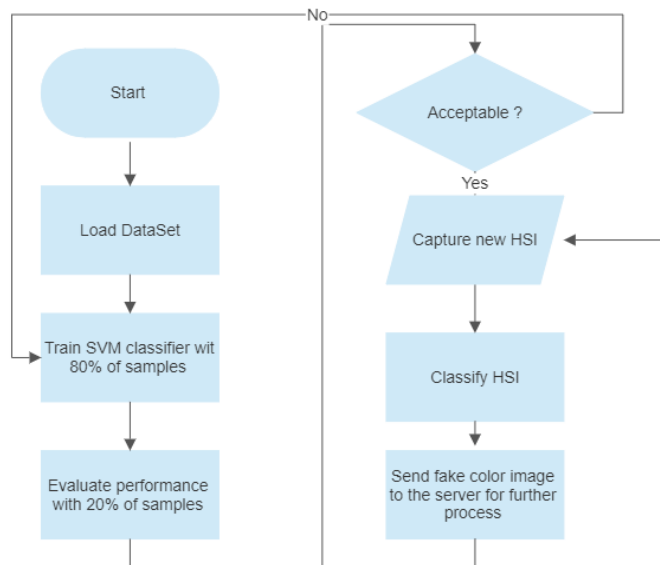 Start
Load DataSet
Train SVM classifier wit
80% of samples
Evaluate performance
with 20% of samples
No
Acceptable ?
Yes
Capture new HSI
Classify HSI
Send fake color image
to the server for further
process